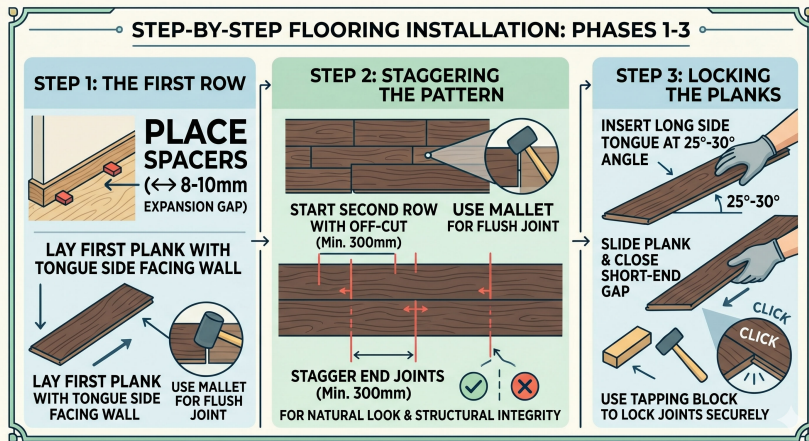 STEP-BY-STEP FLOORING INSTALLATION: PHASES 1-3
STEP 1: THE FIRST ROW
PLACE
SPACERS
(↔ 8-10mm
EXPANSION GAP)
LAY FIRST PLANK WITH
TONGUE SIDE FACING WALL
LAY FIRST PLANK
WITH TONGUE SIDE
FACING WALL
USE MALLET
FOR FLUSH
JOINT
STEP 2: STAGGERING
THE PATTERN
START SECOND ROW
WITH OFF-CUT
(Min. 300mm)
USE MALLET
FOR FLUSH JOINT
STAGGER END JOINTS
(Min. 300mm)
FOR NATURAL LOOK & STRUCTURAL INTEGRITY
STEP 3: LOCKING
THE PLANKS
INSERT LONG SIDE
TONGUE AT 25°-30°
ANGLE
25°-30°
SLIDE PLANK
& CLOSE
SHORT-END
GAP
CLICK
CLICK
USE TAPPING BLOCK
TO LOCK JOINTS SECURELY